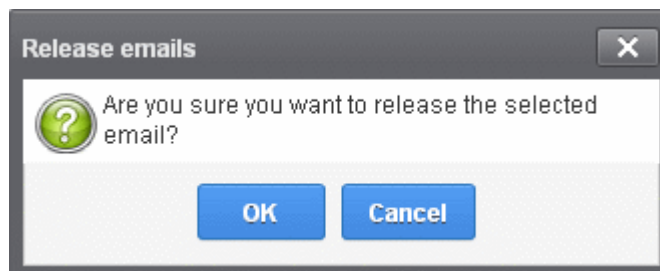 Release emails
Are you sure you want to release the selected
email?
OK
Cancel